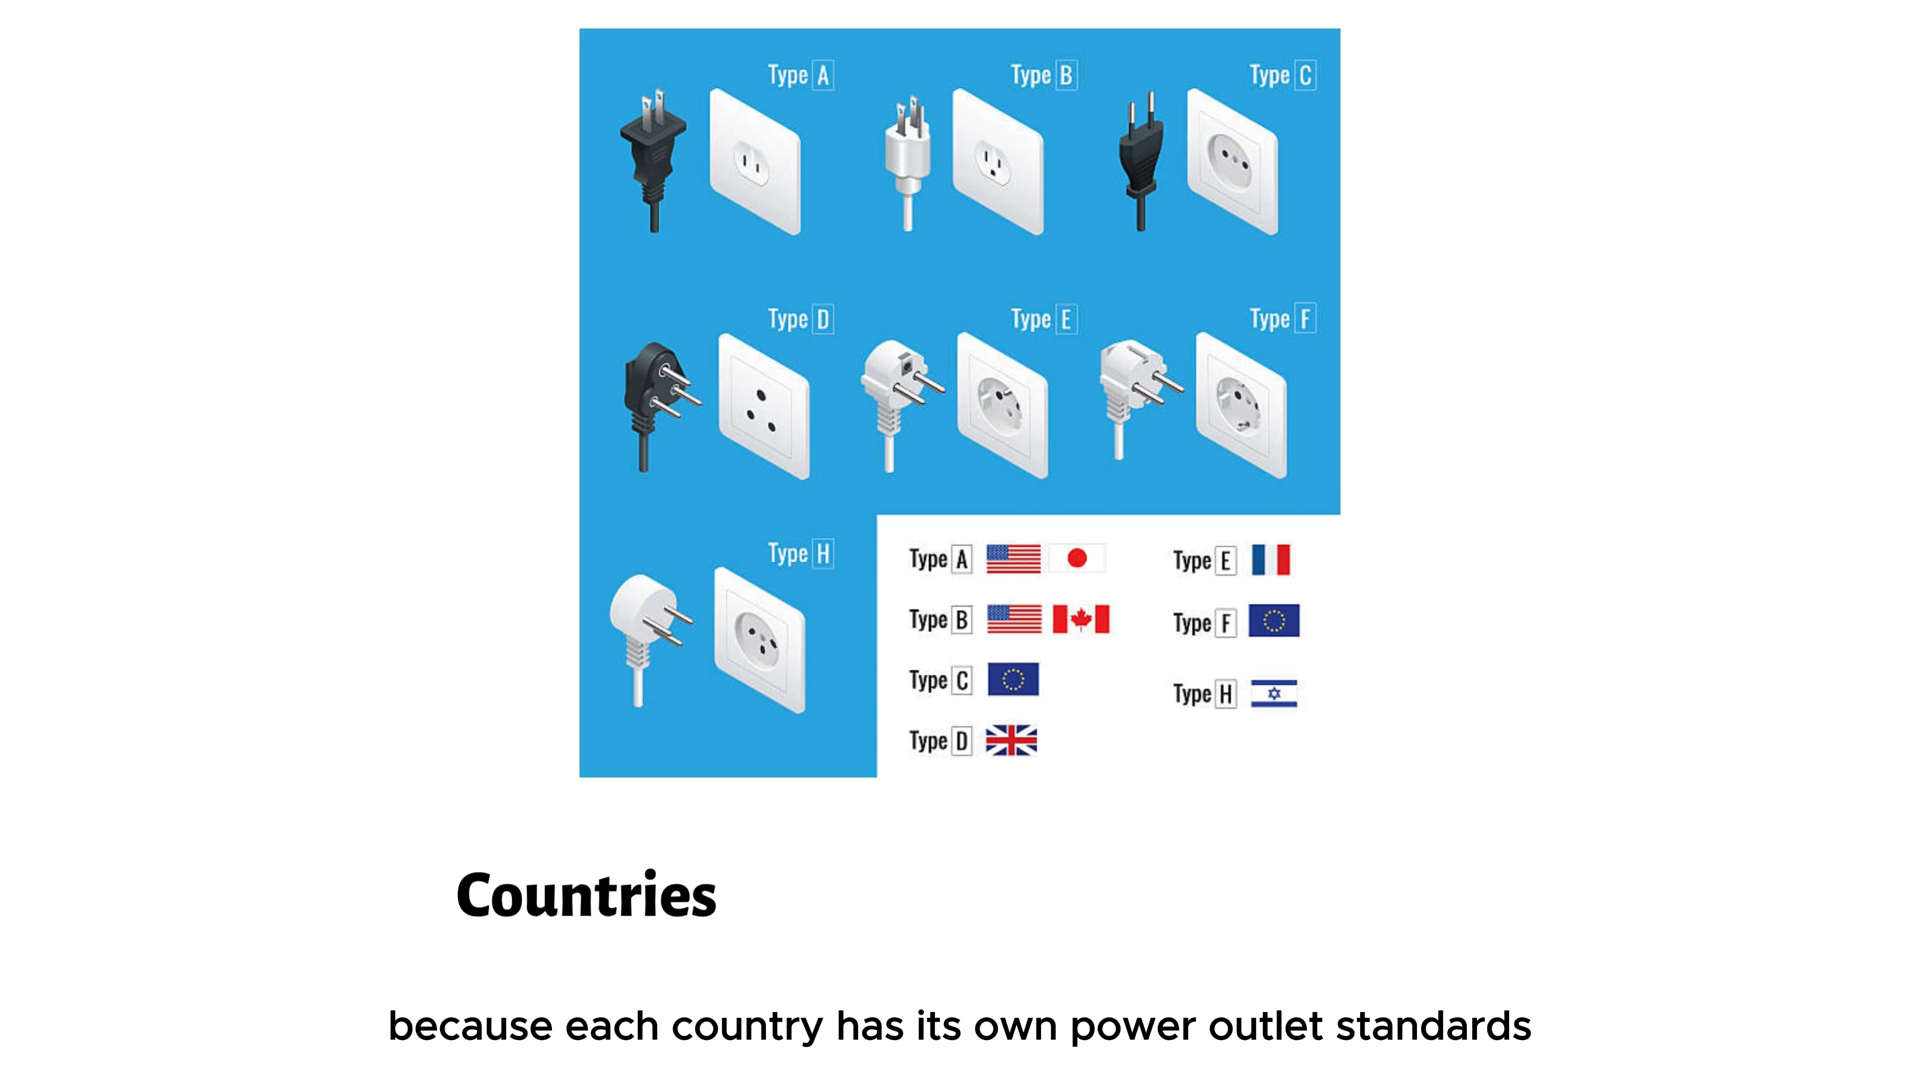 Type A
Type B
Type C
Type D
Type E
Type F
Type H
Type A
Type E
Type B
Type F
Type C
Type H
Type D
Countries
because each country has its own power outlet standards